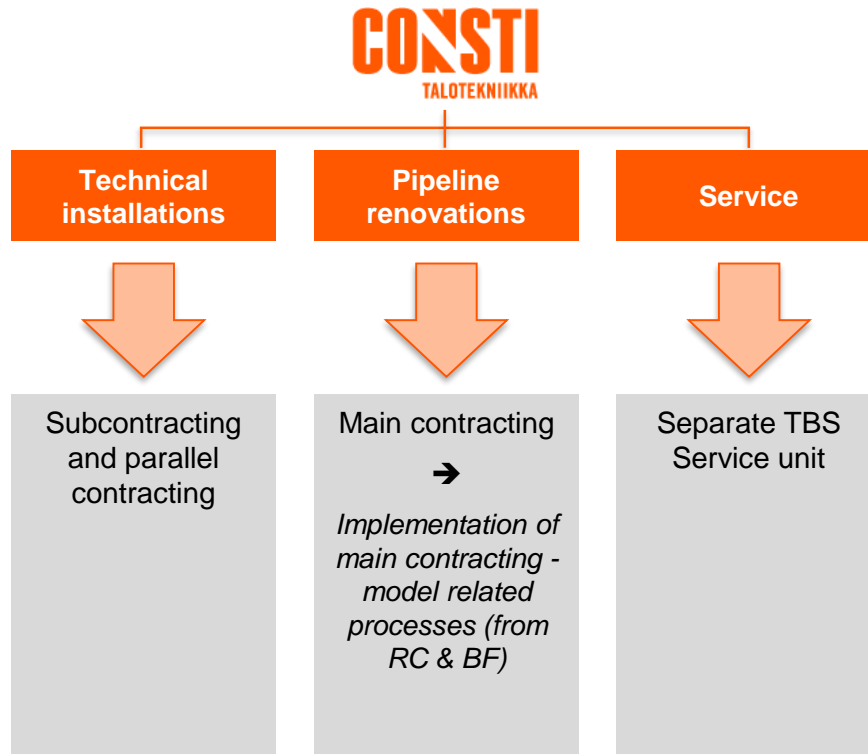 CONSTI
TALOTEKNIIKKA
Technical
installations
Pipeline
renovations
Service
Subcontracting
and parallel
contracting
Main contracting
➔
Implementation of
main contracting -
model related
processes (from
RC & BF)
Separate TBS
Service unit